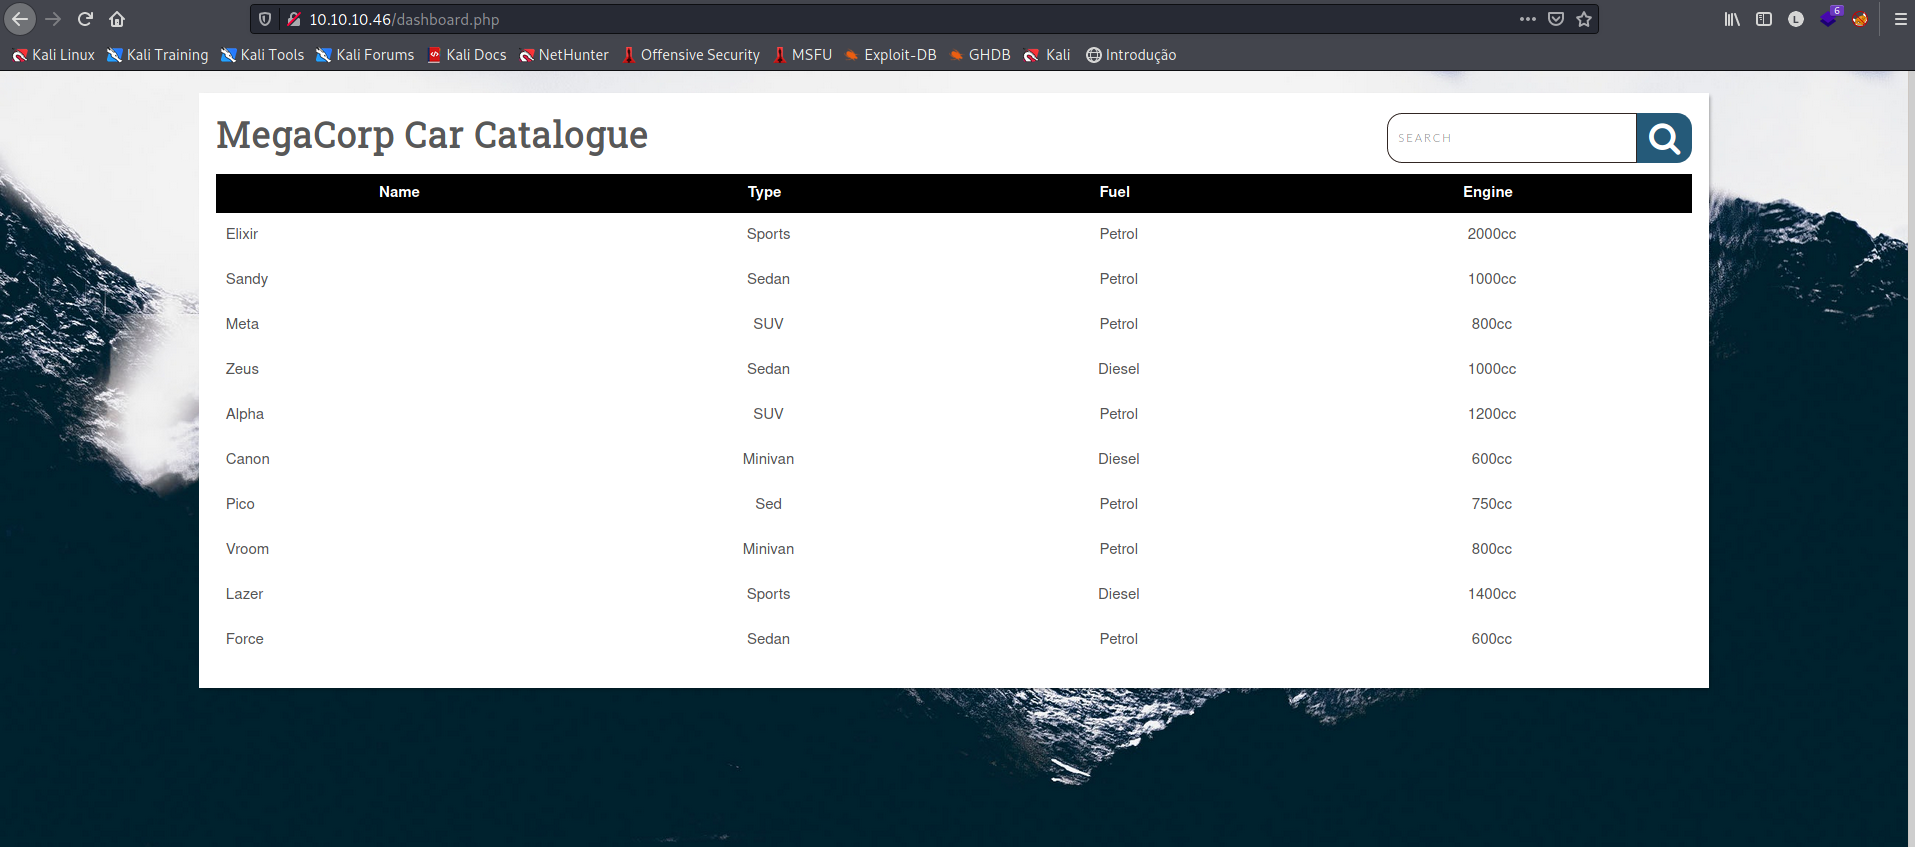 10.10.10.46/dashboard.php
L
6
Kali Linux Kali Training Kali Tools Kali Forums Kali Docs NetHunter Offensive Security MSFU Exploit-DB GHDB Kali Introdução
MegaCorp Car Catalogue
SEARCH
Name Type Fuel Engine
Elixir Sports Petrol 2000cc
Sandy Sedan Petrol 1000cc
Meta SUV Petrol 800cc
Zeus Sedan Diesel 1000cc
Alpha SUV Petrol 1200cc
Canon Minivan Diesel 600cc
Pico Sed Petrol 750cc
Vroom Minivan Petrol 800cc
Lazer Sports Diesel 1400cc
Force Sedan Petrol 600cc